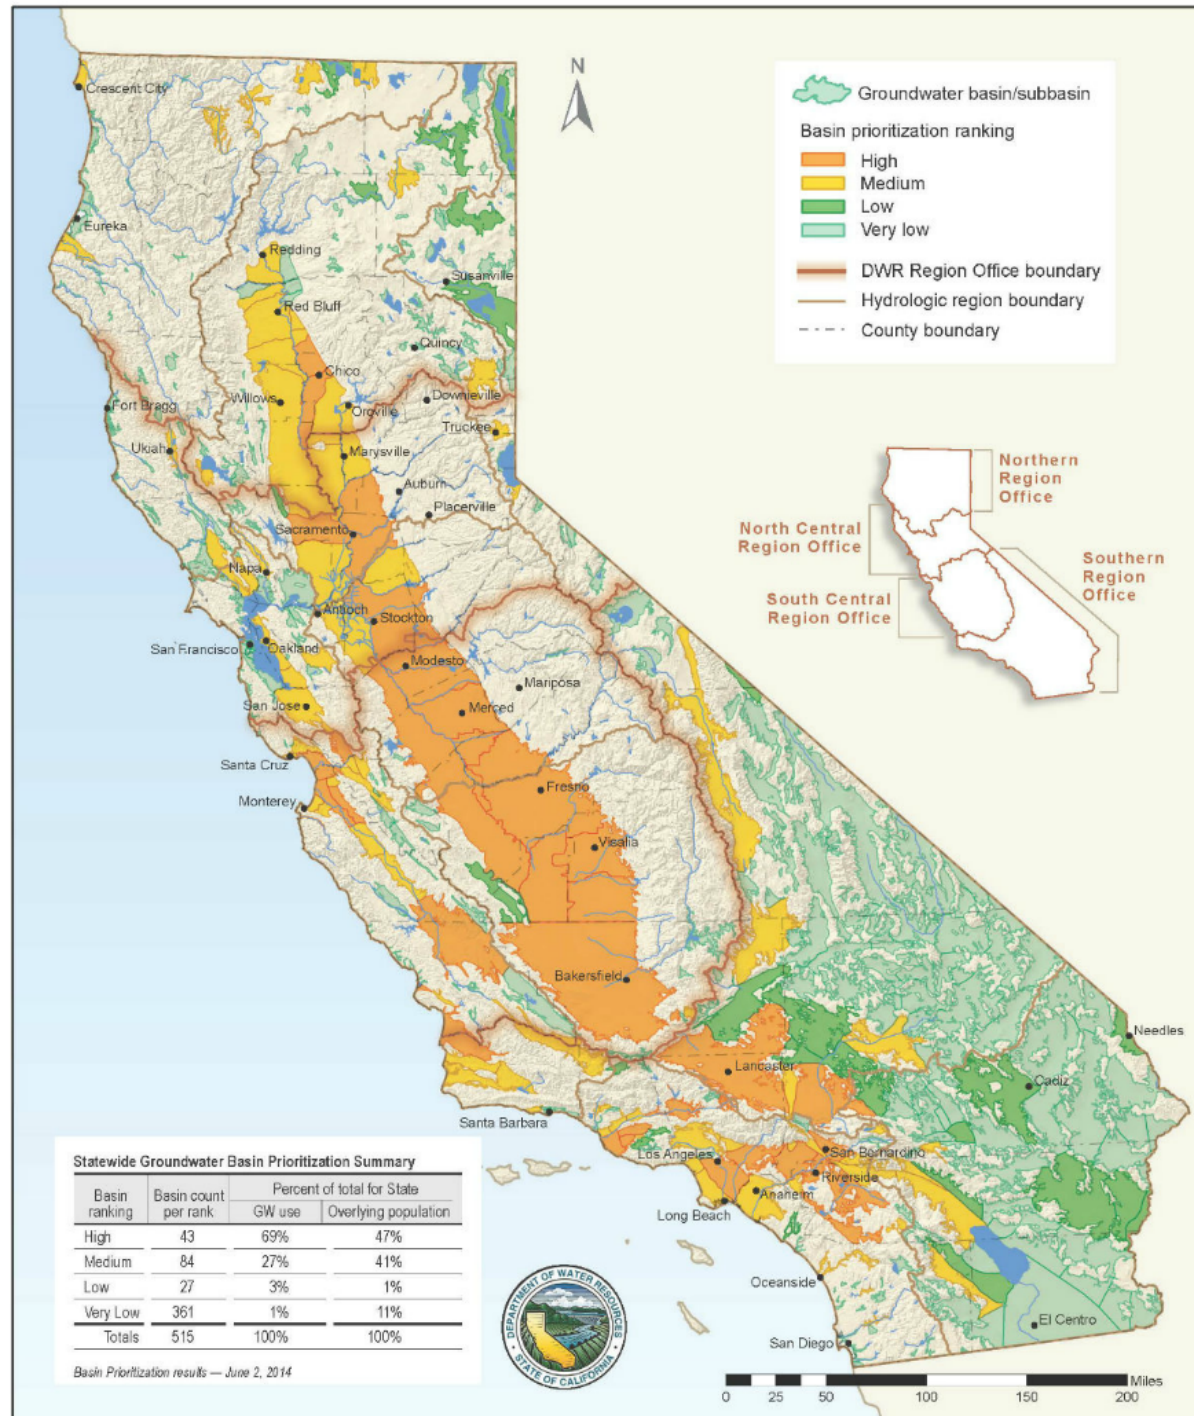 N
Groundwater basin/subbasin
Basin prioritization ranking
High
Medium
Low
Very low
DWR Region Office boundary
Hydrologic region boundary
County boundary
Crescent City
Eureka
Redding
Susanville
Red Bluff
Quincy
Chico
Willows
Fort Bragg
Oroville
Downieville
Truckee
Ukiah
Marysville
Auburn
Placerville
Sacramento
Napa
Antioch
Stockton
San Francisco
Oakland
Modesto
Mariposa
San Jose
Merced
Santa Cruz
Fresno
Monterey
Visalia
Bakersfield
Needles
Lancaster
Cadiz
Santa Barbara
Los Angeles
San Bernardino
Riverside
Anaheim
Long Beach
Oceanside
El Centro
San Diego
Northern
Region
Office
North Central
Region Office
Southern
Region
Office
South Central
Region Office
Statewide Groundwater Basin Prioritization Summary
Basin ranking Basin count per rank Percent of total for State
GW use Overlying population
High 43 69% 47%
Medium 84 27% 41%
Low 27 3% 1%
Very Low 361 1% 11%
Totals 515 100% 100%
Basin Prioritization results — June 2, 2014
DEPARTMENT OF WATER RESOURCES
STATE OF CALIFORNIA
Miles
0 25 50 100 150 200